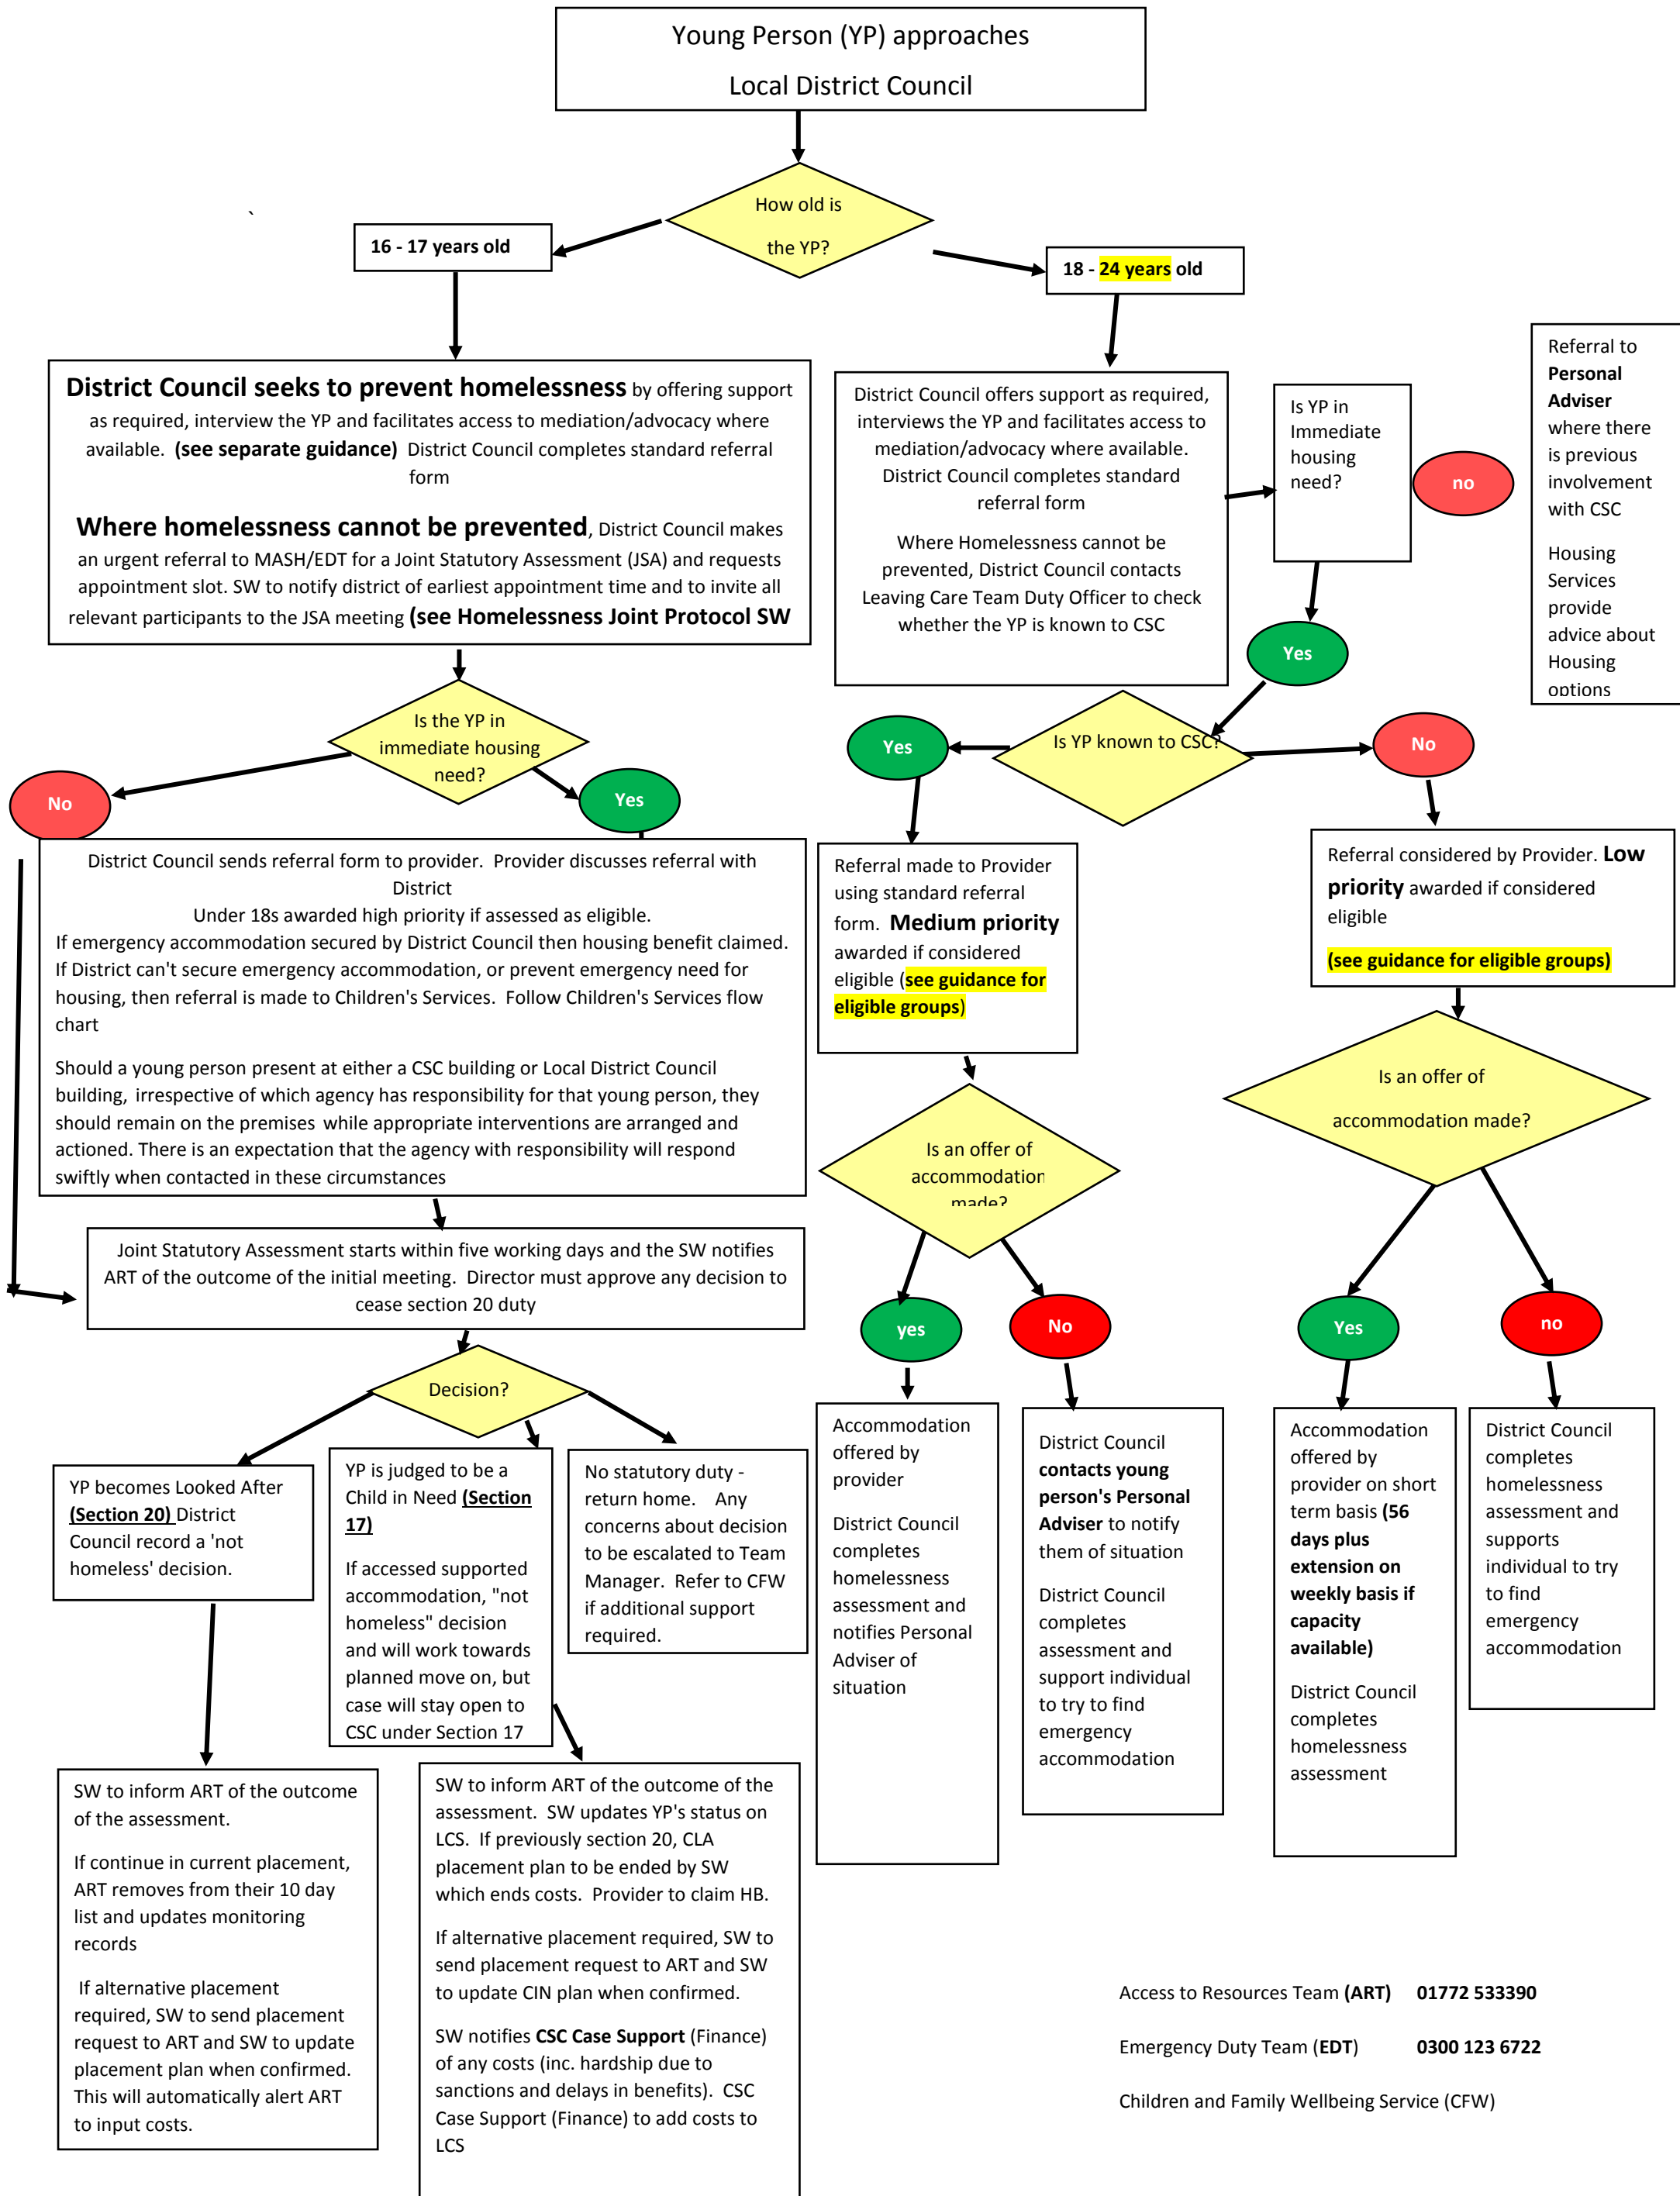 Young Person (YP) approaches
Local District Council
How old is
the YP?
`
16 - 17 years old
18 - 24 years old
District Council seeks to prevent homelessness by offering support
as required, interview the YP and facilitates access to mediation/advocacy where
available. (see separate guidance) District Council completes standard referral
form
Where homelessness cannot be prevented, District Council makes
an urgent referral to MASH/EDT for a Joint Statutory Assessment (JSA) and requests
appointment slot. SW to notify district of earliest appointment time and to invite all
relevant participants to the JSA meeting (see Homelessness Joint Protocol SW
District Council offers support as required,
interviews the YP and facilitates access to
mediation/advocacy where available.
District Council completes standard
referral form
Where Homelessness cannot be
prevented, District Council contacts
Leaving Care Team Duty Officer to check
whether the YP is known to CSC
Is YP in
Immediate
housing
need?
no
Referral to
Personal
Adviser
where there
is previous
involvement
with CSC
Housing
Services
provide
advice about
Housing
options
Yes
Is the YP in
immediate housing
need?
No
Yes
Is YP known to CSC?
Yes
No
District Council sends referral form to provider. Provider discusses referral with
District
Under 18s awarded high priority if assessed as eligible.
If emergency accommodation secured by District Council then housing benefit claimed.
If District can't secure emergency accommodation, or prevent emergency need for
housing, then referral is made to Children's Services. Follow Children's Services flow
chart
Should a young person present at either a CSC building or Local District Council
building, irrespective of which agency has responsibility for that young person, they
should remain on the premises while appropriate interventions are arranged and
actioned. There is an expectation that the agency with responsibility will respond
swiftly when contacted in these circumstances
Referral made to Provider
using standard referral
form. Medium priority
awarded if considered
eligible (see guidance for
eligible groups)
Referral considered by Provider. Low
priority awarded if considered
eligible
(see guidance for eligible groups)
Is an offer of
accommodation
made?
Is an offer of
accommodation made?
Joint Statutory Assessment starts within five working days and the SW notifies
ART of the outcome of the initial meeting. Director must approve any decision to
cease section 20 duty
yes
No
Yes
no
Decision?
YP becomes Looked After
(Section 20) District
Council record a 'not
homeless' decision.
YP is judged to be a
Child in Need (Section
17)
If accessed supported
accommodation, "not
homeless" decision
and will work towards
planned move on, but
case will stay open to
CSC under Section 17
No statutory duty -
return home. Any
concerns about decision
to be escalated to Team
Manager. Refer to CFW
if additional support
required.
Accommodation
offered by
provider
District Council
completes
homelessness
assessment and
notifies Personal
Adviser of
situation
District Council
contacts young
person's Personal
Adviser to notify
them of situation
District Council
completes
assessment and
support individual
to try to find
emergency
accommodation
Accommodation
offered by
provider on short
term basis (56
days plus
extension on
weekly basis if
capacity
available)
District Council
completes
homelessness
assessment
District Council
completes
homelessness
assessment and
supports
individual to try
to find
emergency
accommodation
SW to inform ART of the outcome
of the assessment.
If continue in current placement,
ART removes from their 10 day
list and updates monitoring
records
If alternative placement
required, SW to send placement
request to ART and SW to update
placement plan when confirmed.
This will automatically alert ART
to input costs.
SW to inform ART of the outcome of the
assessment. SW updates YP's status on
LCS. If previously section 20, CLA
placement plan to be ended by SW
which ends costs. Provider to claim HB.
If alternative placement required, SW to
send placement request to ART and SW
to update CIN plan when confirmed.
SW notifies CSC Case Support (Finance)
of any costs (inc. hardship due to
sanctions and delays in benefits). CSC
Case Support (Finance) to add costs to
LCS
Access to Resources Team (ART) 01772 533390
Emergency Duty Team (EDT) 0300 123 6722
Children and Family Wellbeing Service (CFW)